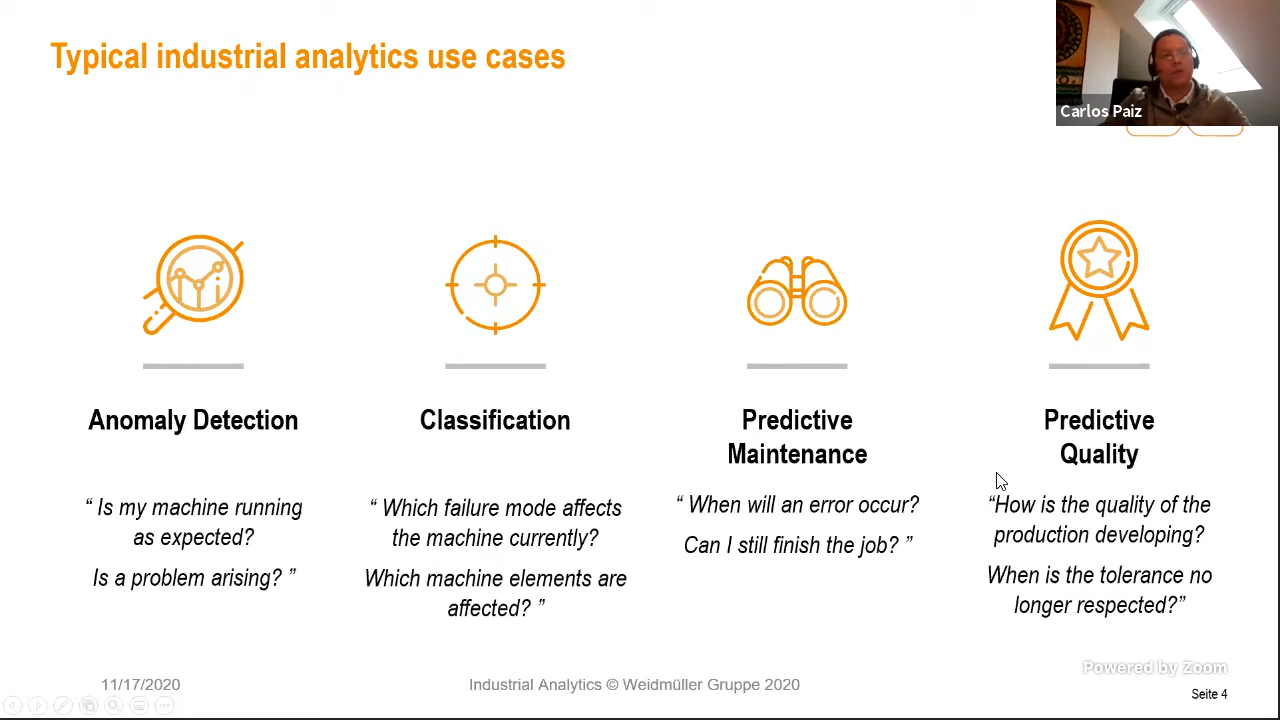 Typical industrial analytics use cases
Carlos Paiz
Anomaly Detection
“ Is my machine running
as expected?
Is a problem arising? ”
Classification
“ Which failure mode affects
the machine currently?
Which machine elements are
affected? ”
Predictive
Maintenance
“ When will an error occur?
Can I still finish the job? ”
Predictive
Quality
“How is the quality of the
production developing?
When is the tolerance no
longer respected?”
Powered by Zoom
11/17/2020
Industrial Analytics © Weidmüller Gruppe 2020
Seite 4